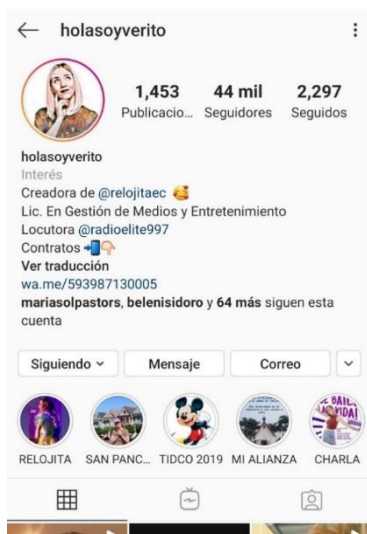 holasoyverito
1,453 44 mil 2,297
Publicacio... Seguidores Seguidos
holasoyverito
Interés
Creadora de @relojitaec 🥰
Lic. En Gestión de Medios y Entretenimiento
Locutora @radioelite997
Contratos 📲👇🏻
Ver traducción
wa.me/593987130005
mariasolpastors, belenisidoro y 64 más siguen esta
cuenta
Siguiendo Mensaje Correo
RELOJITA SAN PANC... TIDCO 2019 MI ALIANZA CHARLA